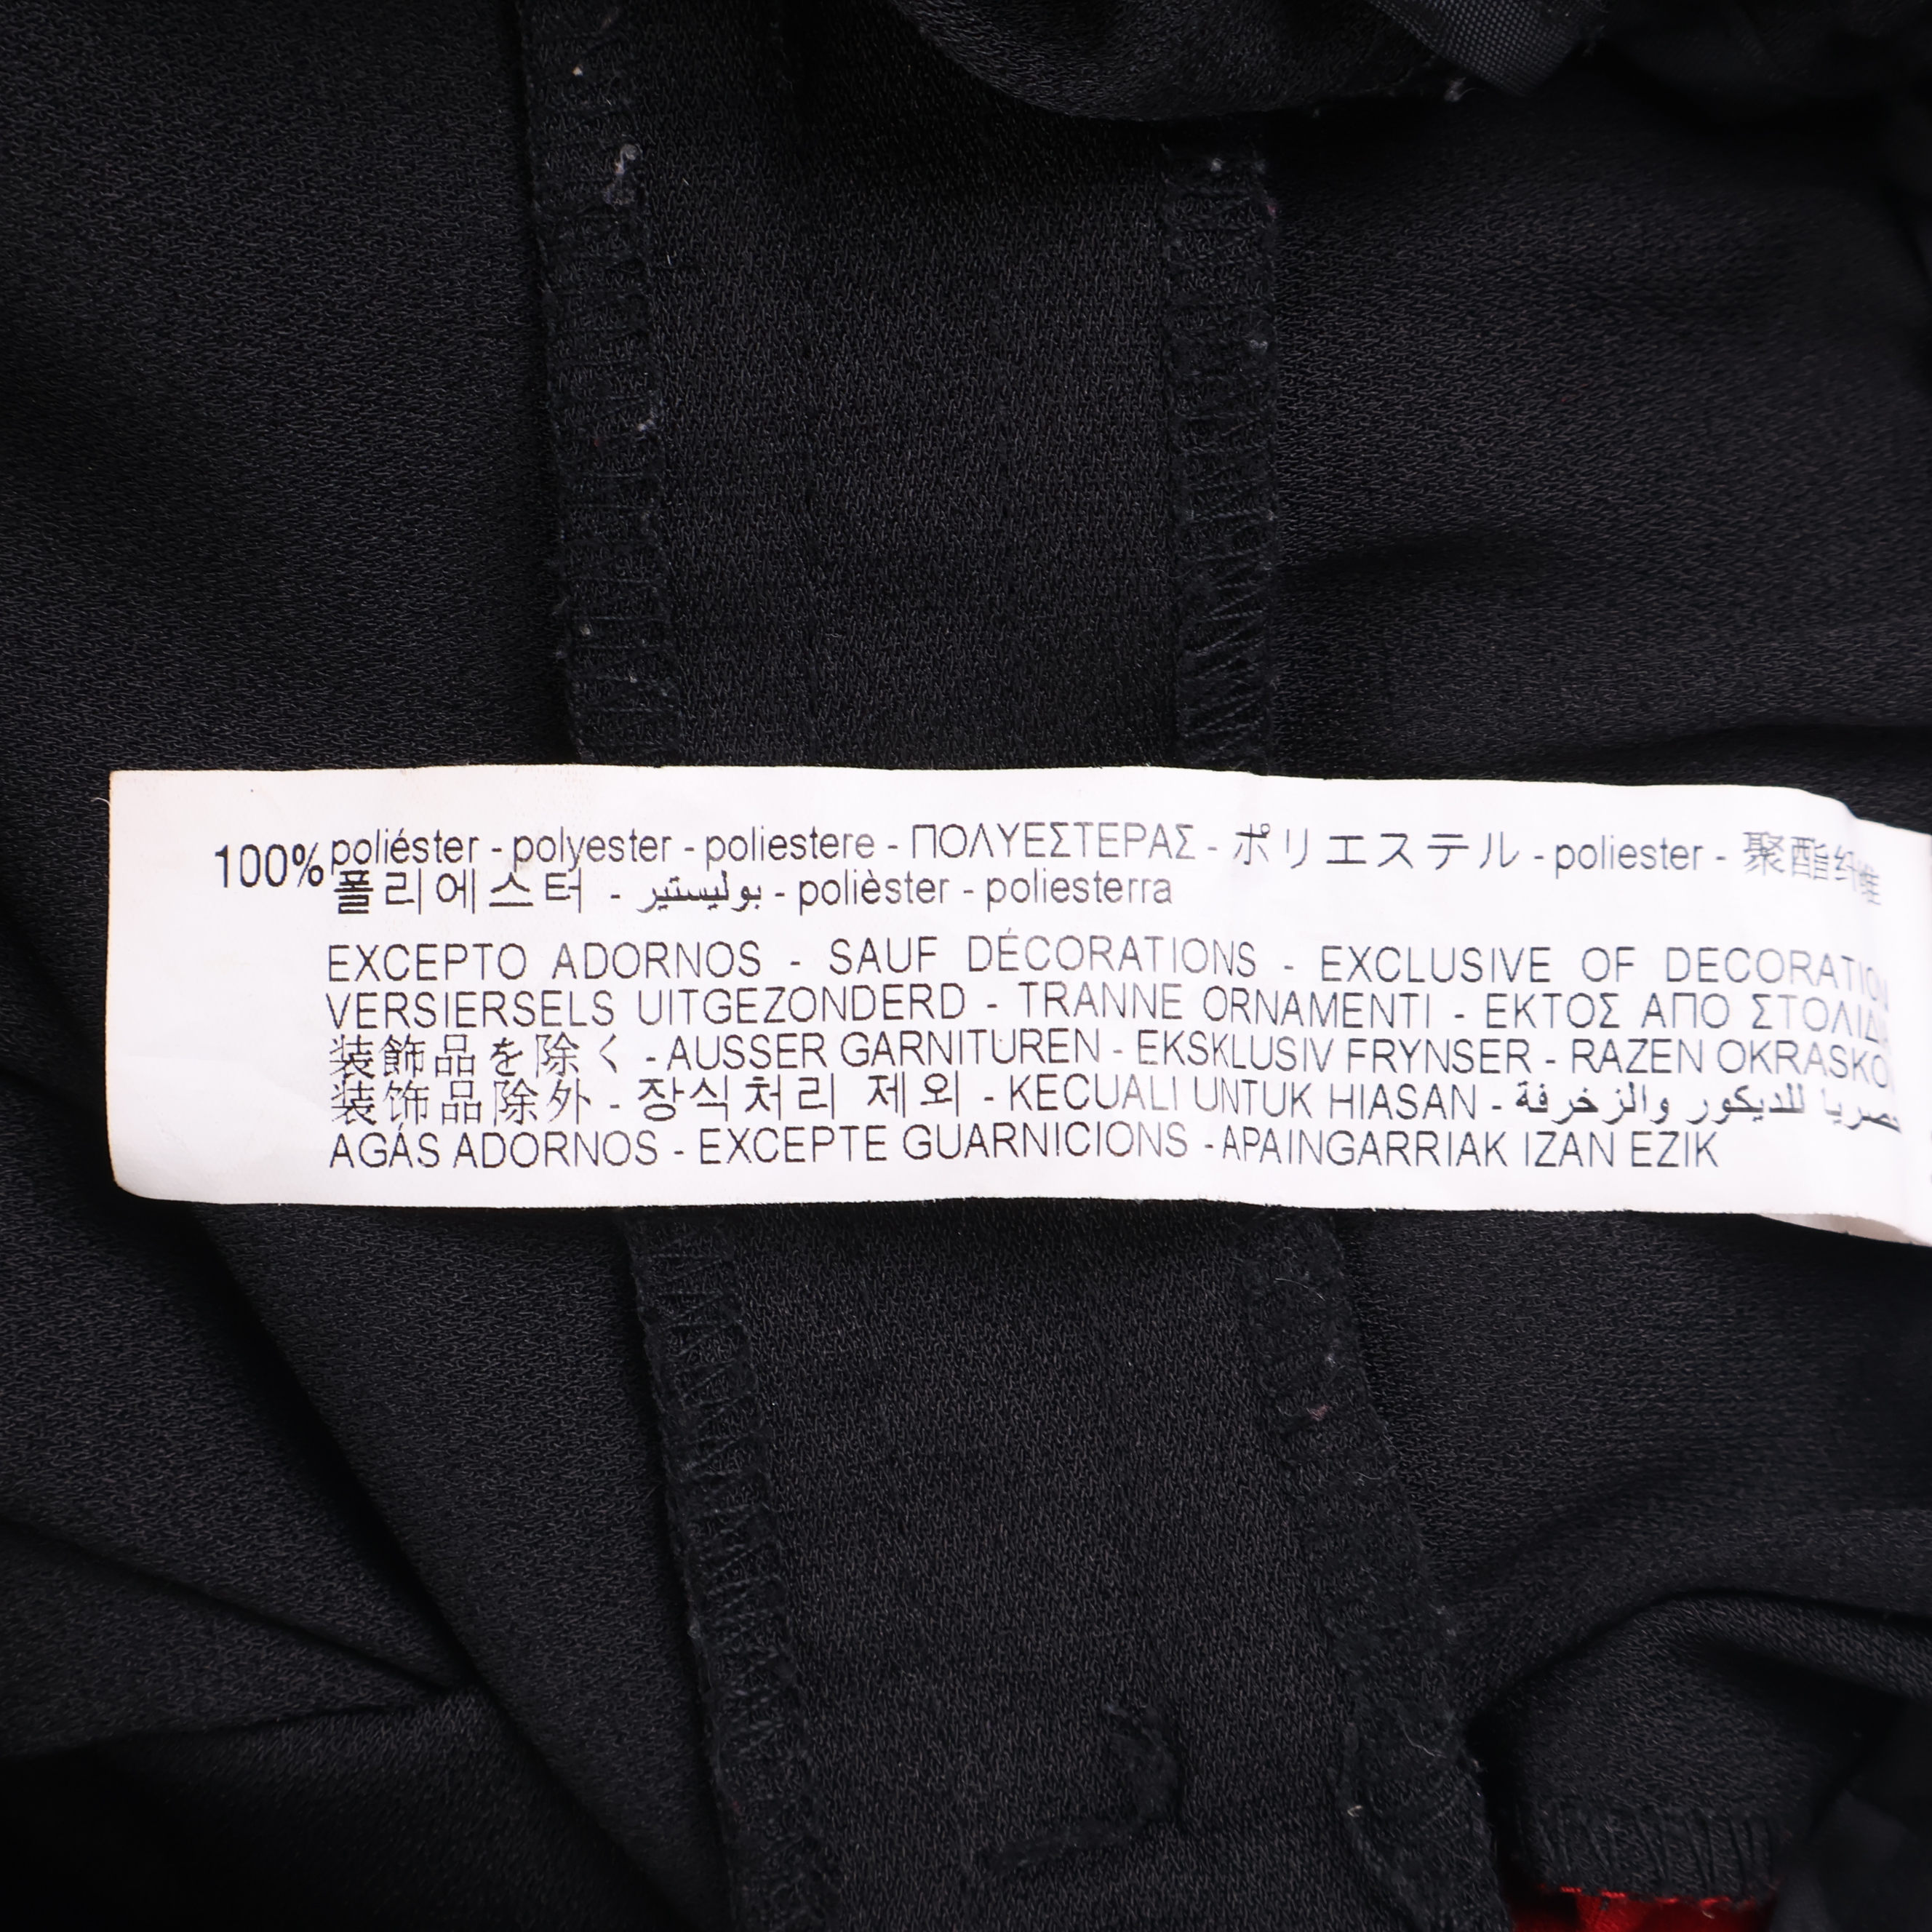 100% poliéster - polyester - poliestere - ΠΟΛΥΕΣΤΕΡΑΣ - ポリエステル - poliester - 聚酯纤维
폴리에스터 - بوليستير - polièster - poliesterra
EXCEPTO ADORNOS - SAUF DÉCORATIONS - EXCLUSIVE OF
VERSIERSELS UITGEZONDERD - TRANNE ORNAMENTI - ΕΚΤΟΣ ΑΠΟ
装飾品を除く - AUSSER GARNITUREN - EKSKLUSIV FRYNSER - RAZEN
装饰品除外 - 장식처리 제외 - KECUALI UNTUK HIASAN - للديكور والزخرفة
AGÁS ADORNOS - EXCEPTE GUARNICIONS - APAINGARRIAK IZAN EZIK